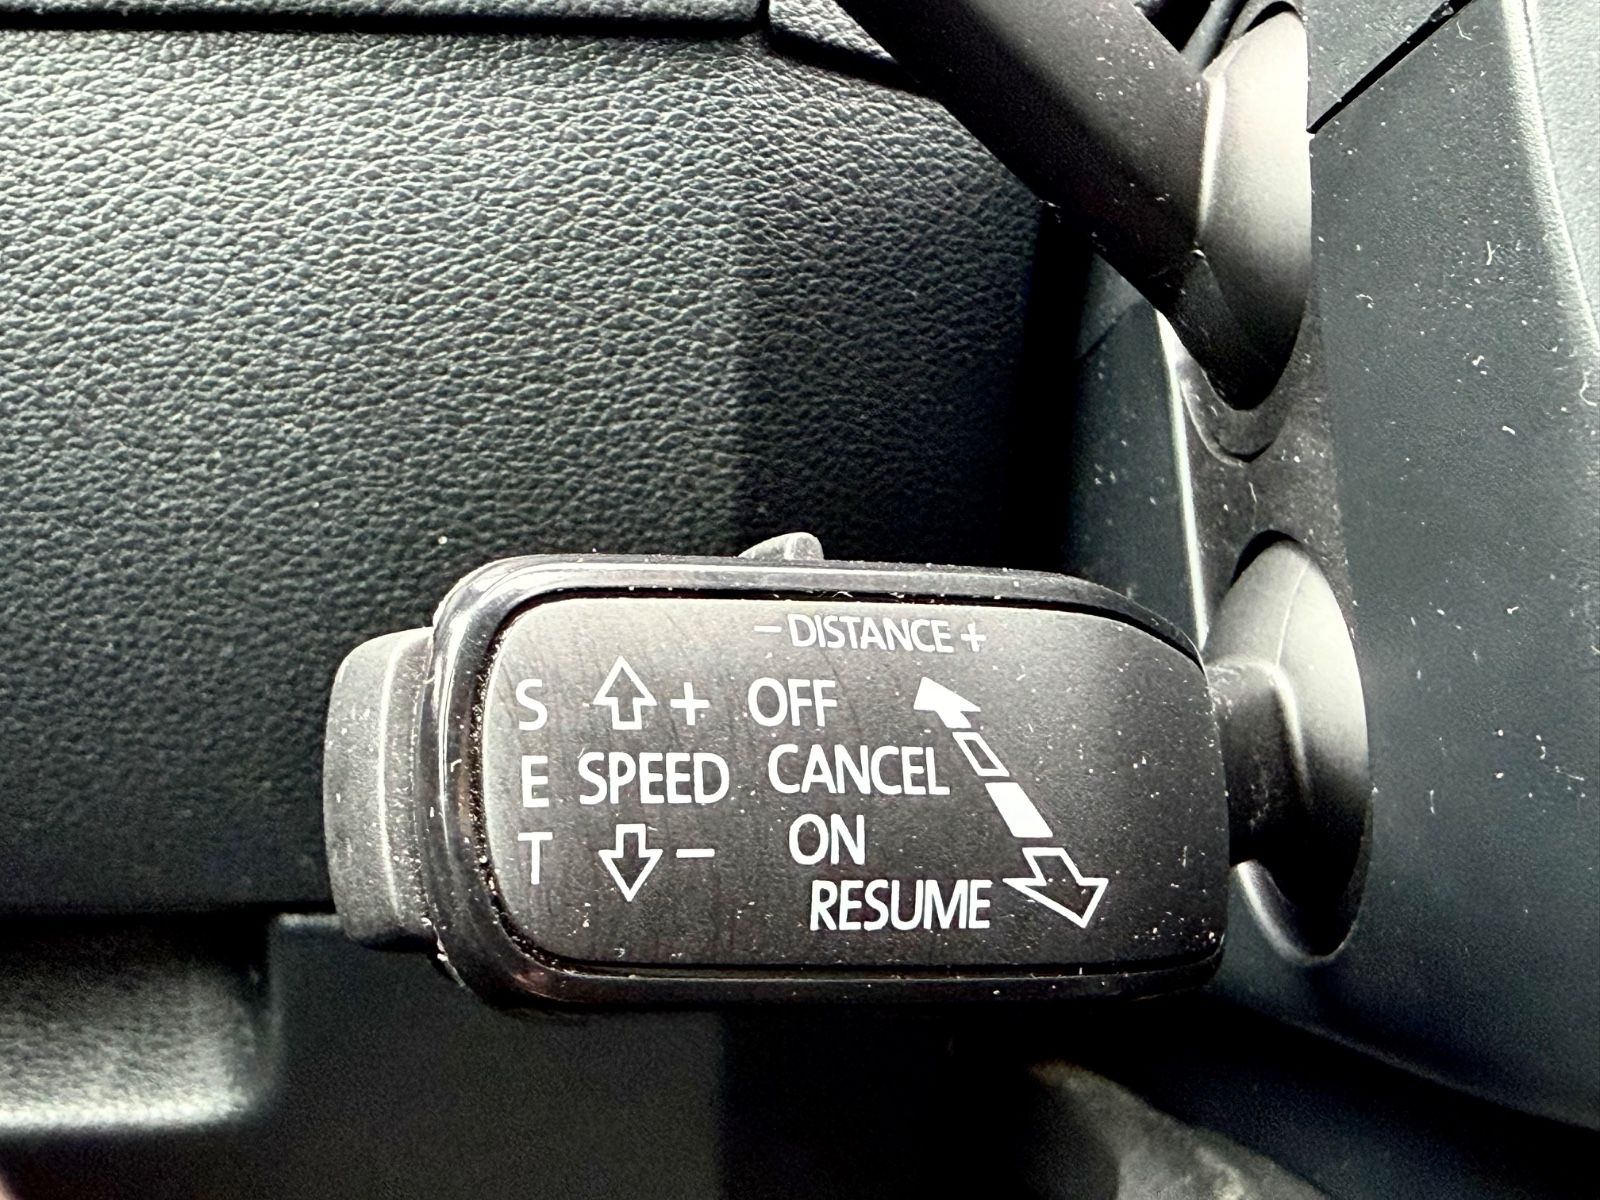 - DISTANCE +
S + OFF
E SPEED CANCEL
T - ON
RESUME